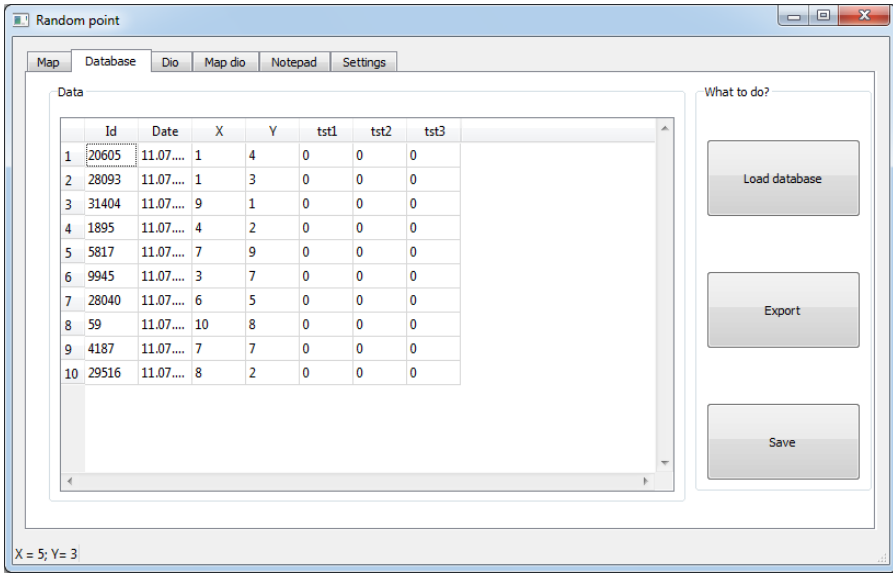 Random point
Map Database Dio Map dio Notepad Settings
Data
What to do?
Id Date X Y tst1 tst2 tst3
1 20605 11.07.... 1 4 0 0 0
2 28093 11.07.... 1 3 0 0 0
3 31404 11.07.... 9 1 0 0 0
4 1895 11.07.... 4 2 0 0 0
5 5817 11.07.... 7 9 0 0 0
6 9945 11.07.... 3 7 0 0 0
7 28040 11.07.... 6 5 0 0 0
8 59 11.07.... 10 8 0 0 0
9 4187 11.07.... 7 7 0 0 0
10 29516 11.07.... 8 2 0 0 0
Load database
Export
Save
X = 5; Y= 3